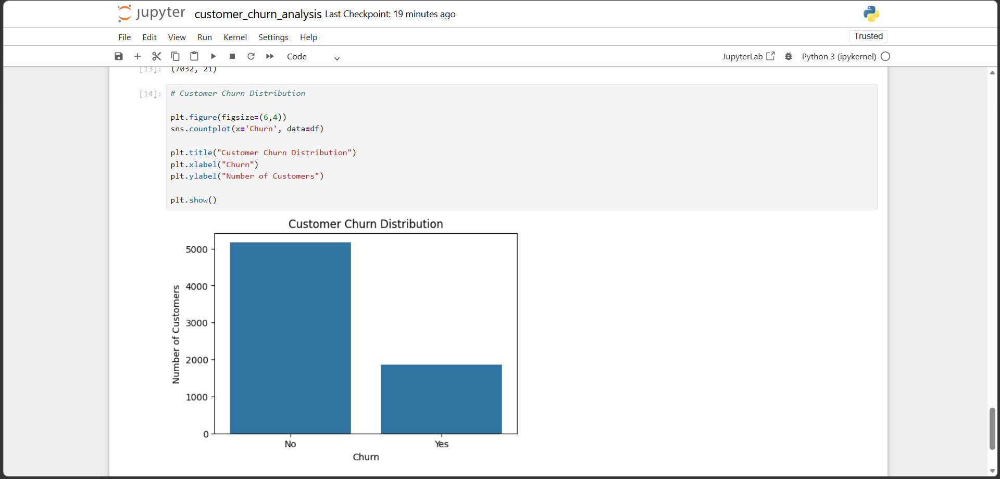 jupyter customer_churn_analysis Last Checkpoint: 19 minutes ago
File Edit View Run Kernel Settings Help Trusted
Code JupyterLab Python 3 (ipykernel)
[13]: (7032, 21)
[14]: # Customer Churn Distribution
plt.figure(figsize=(6,4))
sns.countplot(x='Churn', data=df)
plt.title("Customer Churn Distribution")
plt.xlabel("Churn")
plt.ylabel("Number of Customers")
plt.show()
Customer Churn Distribution
Number of Customers
5000
4000
3000
2000
1000
0
No Yes
Churn